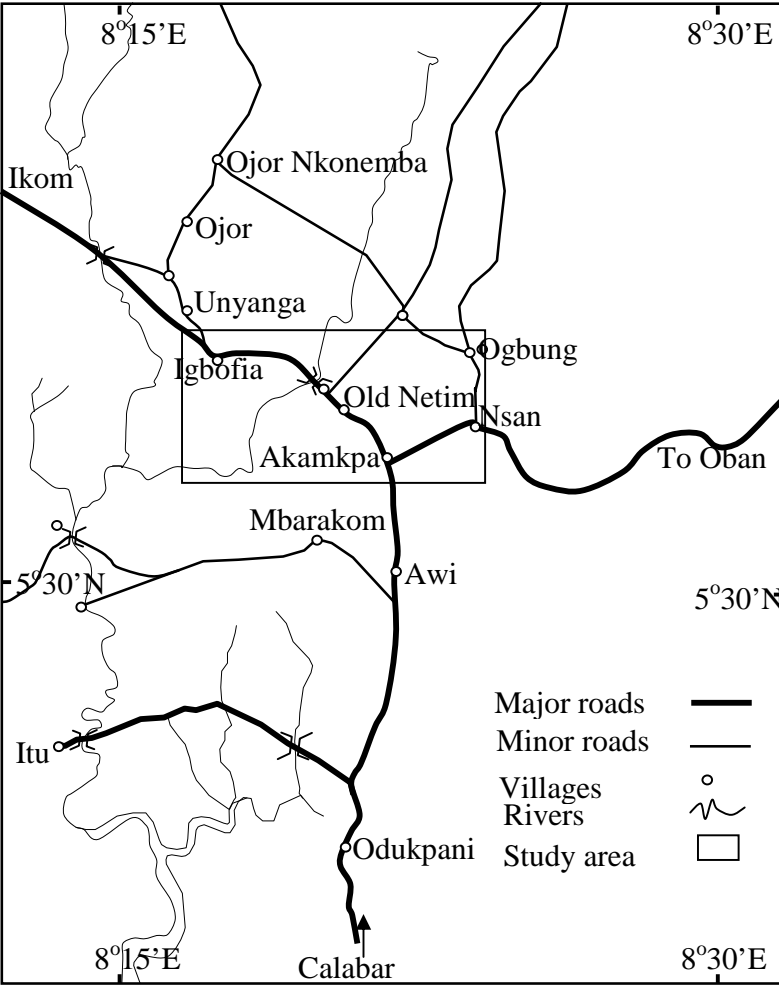 8°15'E
8°30'E
Ojor Nkonemba
Ikom
Ojor
Unyanga
Igbofia
Ogbung
Old Netim
Nsan
Akamkpa
To Oban
Mbarakom
Awi
5°30'N
5°30'N
Major roads
Minor roads
Itu
Villages
Rivers
Odukpani
Study area
8°15'E
8°30'E
Calabar